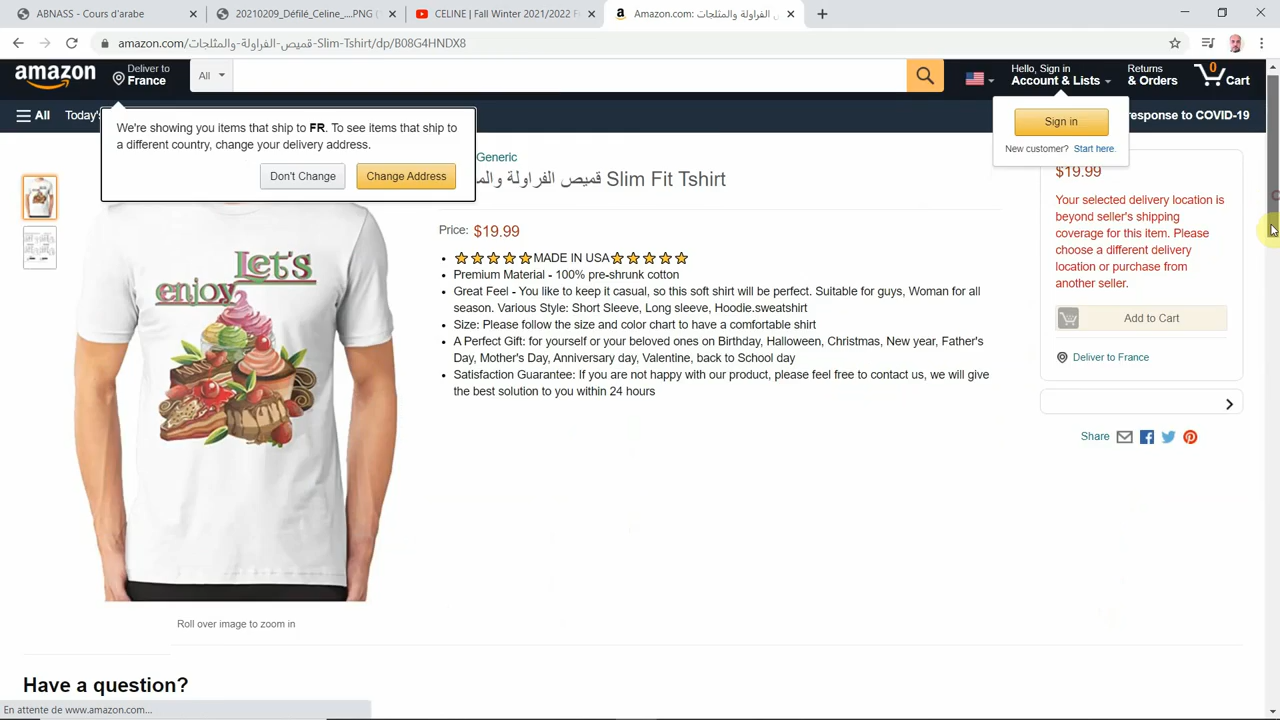 ABNASS - Cours d'arabe
20210209_Défilé_Celine_....PNG (
CELINE | Fall Winter 2021/2022 F
Amazon.com: قميص الفراولة والمثلجات
amazon.com/قميص-الفراولة-والمثلجات-Slim-Tshirt/dp/B08G4HNDX8
amazon
Deliver to
France
All
Hello, Sign in
Account & Lists
Returns
& Orders
0
Cart
All
Today's
response to COVID-19
We're showing you items that ship to FR. To see items that ship to
a different country, change your delivery address.
Don't Change
Change Address
Sign in
New customer? Start here.
Generic
قميص الفراولة والم Slim Fit Tshirt
Price: $19.99
⭐⭐⭐⭐⭐MADE IN USA⭐⭐⭐⭐⭐
Premium Material - 100% pre-shrunk cotton
Great Feel - You like to keep it casual, so this soft shirt will be perfect. Suitable for guys, Woman for all
season. Various Style: Short Sleeve, Long sleeve, Hoodie.sweatshirt
Size: Please follow the size and color chart to have a comfortable shirt
A Perfect Gift: for yourself or your beloved ones on Birthday, Halloween, Christmas, New year, Father's
Day, Mother's Day, Anniversary day, Valentine, back to School day
Satisfaction Guarantee: If you are not happy with our product, please feel free to contact us, we will give
the best solution to you within 24 hours
$19.99
Your selected delivery location is
beyond seller's shipping
coverage for this item. Please
choose a different delivery
location or purchase from
another seller.
Add to Cart
Deliver to France
Share
Let's
enjoy
Roll over image to zoom in
Have a question?
En attente de www.amazon.com...